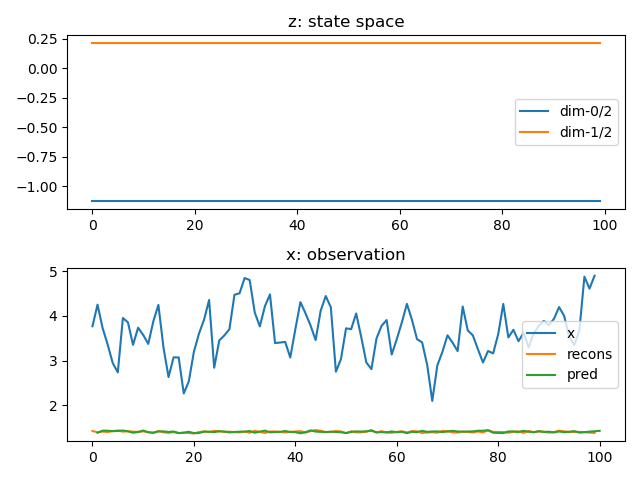 z: state space
0.25
0.00
-0.25
-0.50
-0.75
-1.00
dim-0/2
dim-1/2
0 20 40 60 80 100
x: observation
5
4
3
2
x
recons
pred
0 20 40 60 80 100